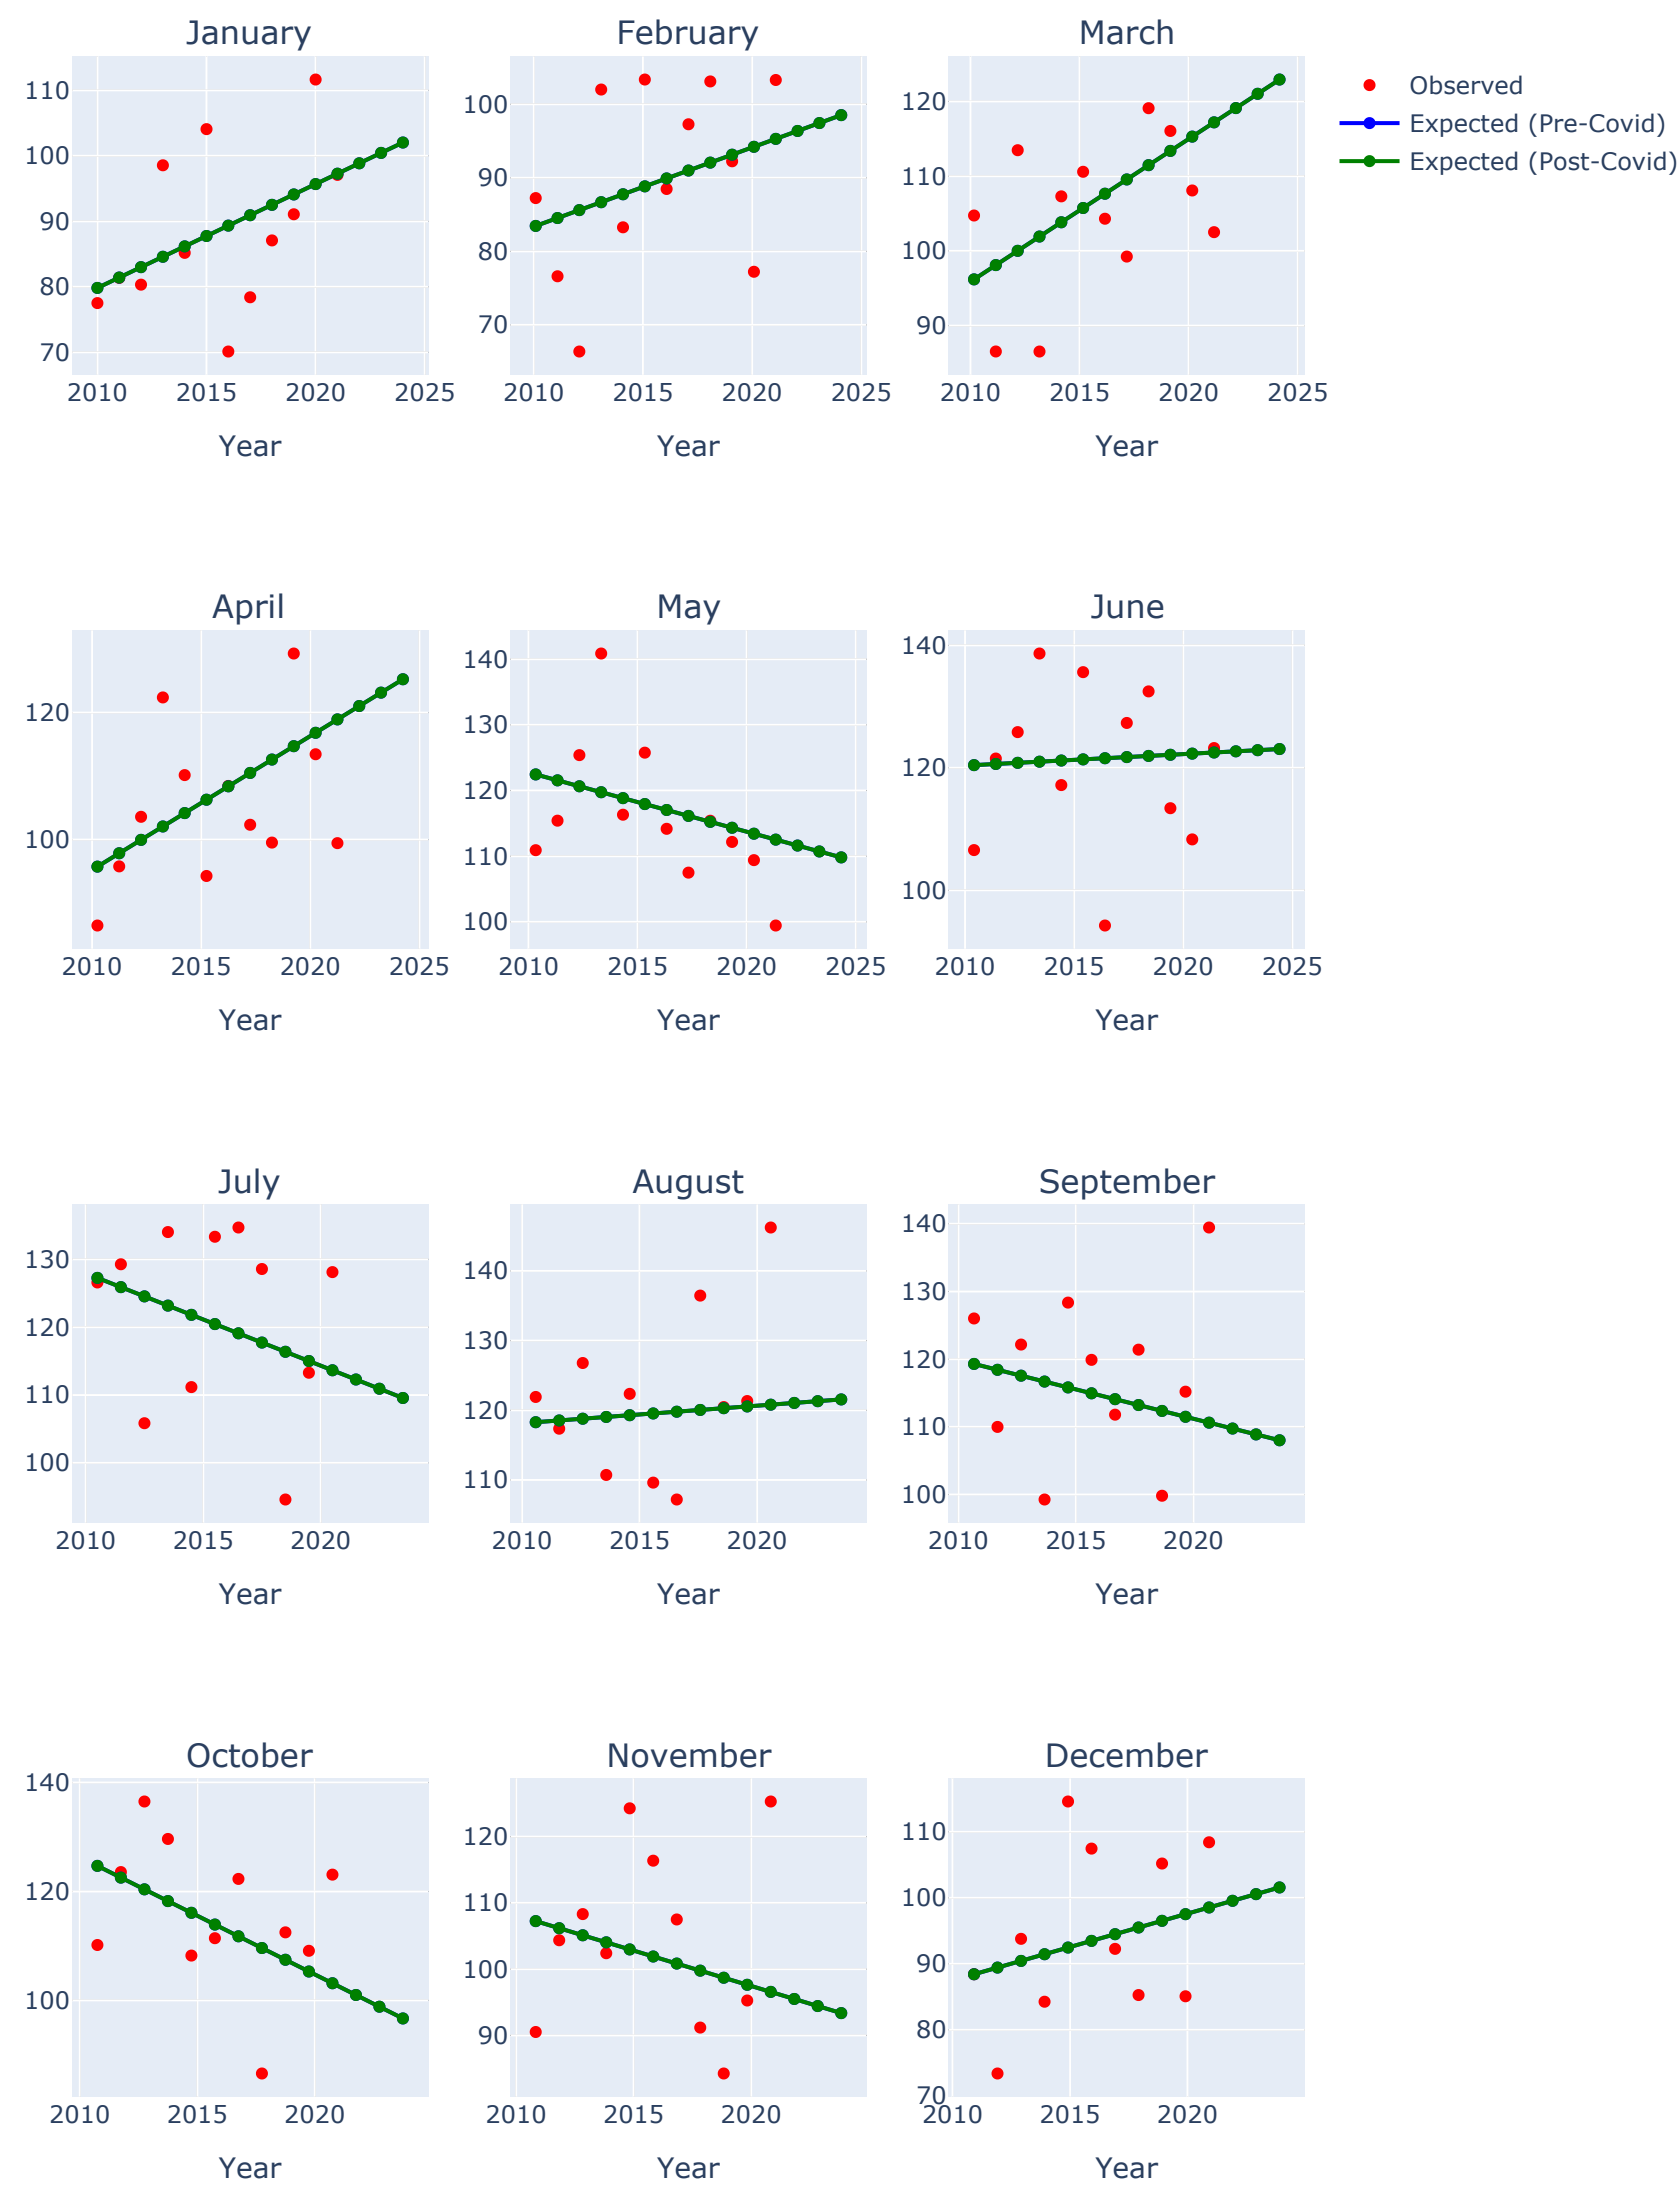 January
February
March
Observed
Expected (Pre-Covid)
Expected (Post-Covid)
110
100
90
80
70
2010 2015 2020 2025
Year
100
90
80
70
2010 2015 2020 2025
Year
120
110
100
90
2010 2015 2020 2025
Year
April
May
June
120
100
2010 2015 2020 2025
Year
140
130
120
110
100
2010 2015 2020 2025
Year
140
120
100
2010 2015 2020 2025
Year
July
August
September
130
120
110
100
2010 2015 2020
Year
140
130
120
110
2010 2015 2020
Year
140
130
120
110
100
2010 2015 2020
Year
October
November
December
140
120
100
2010 2015 2020
Year
120
110
100
90
2010 2015 2020
Year
110
100
90
80
70
2010 2015 2020
Year